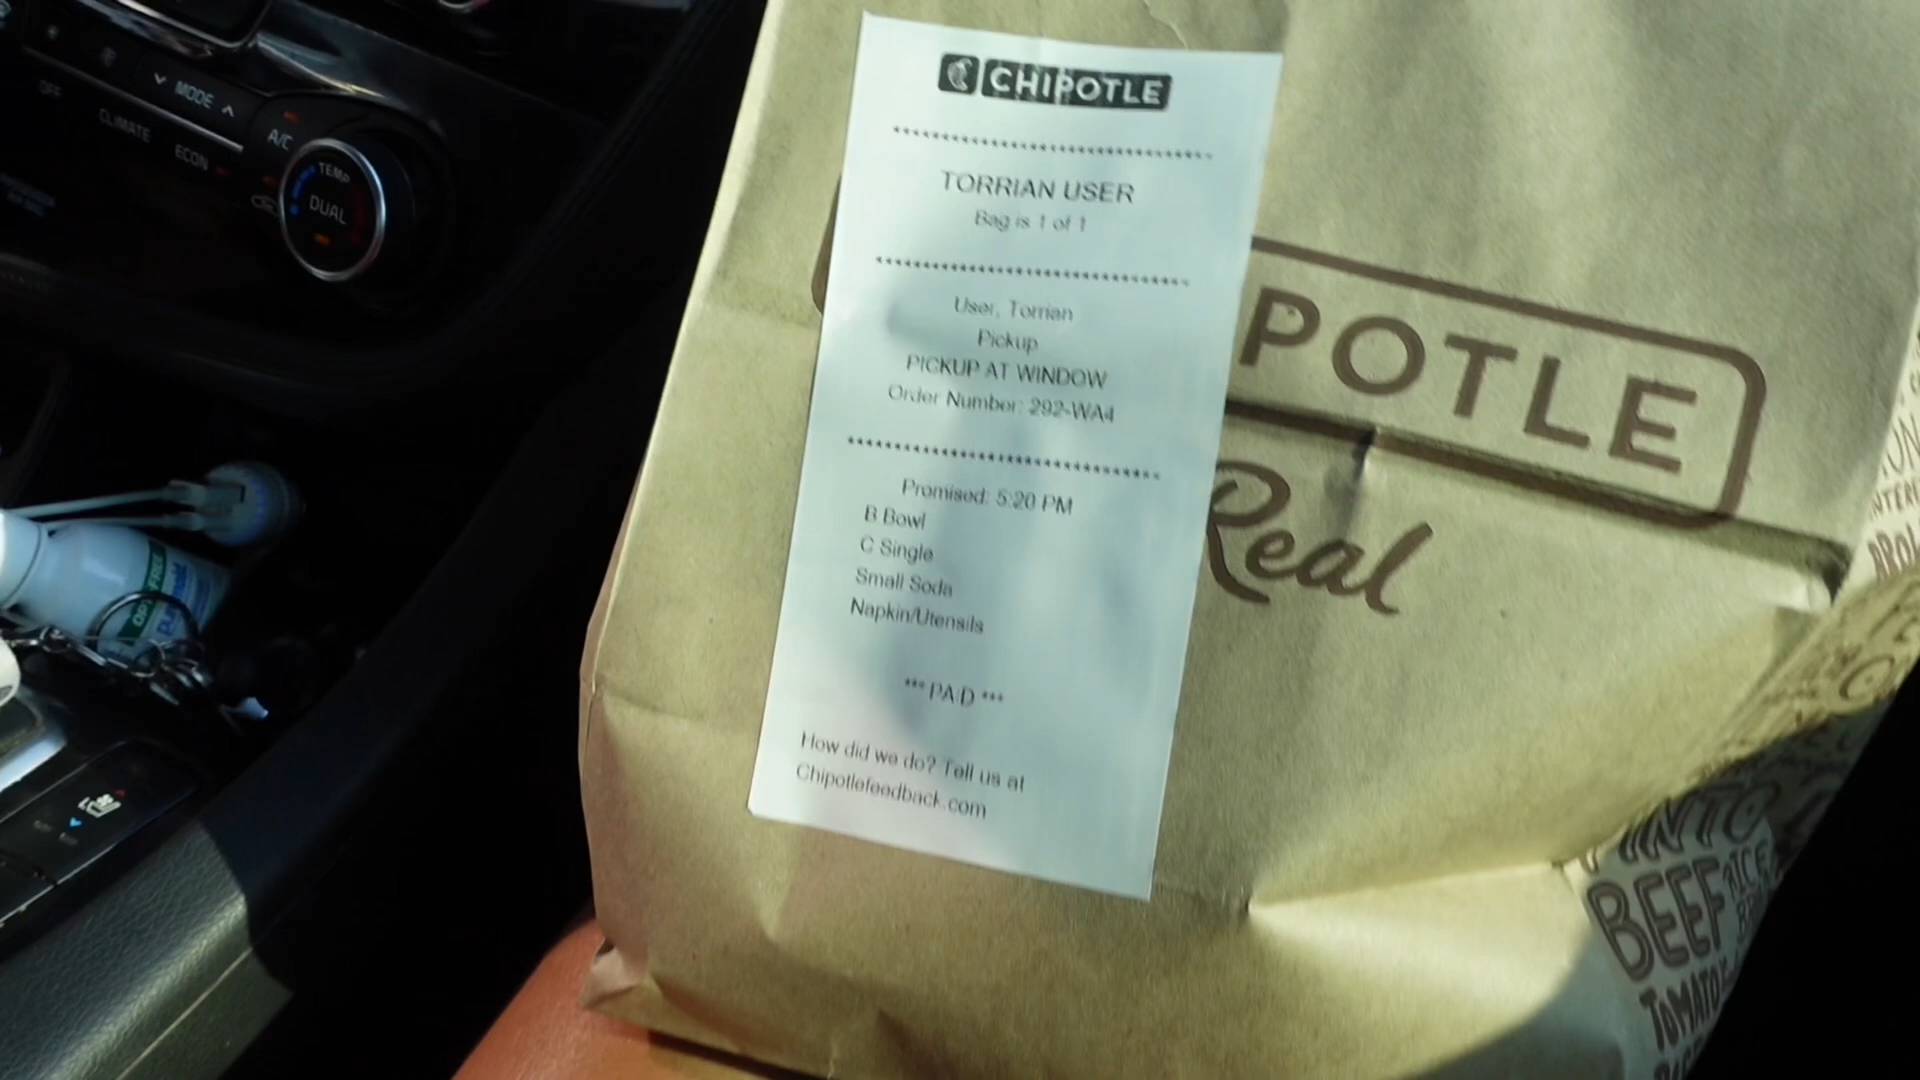 CHIPOTLE
TORRIAN USER
Bag is 1 of 1
User, Torrian
Pickup
PICKUP AT WINDOW
Order Number: 292-WA4
Promised: 5:20 PM
B Bowl
C Single
Small Soda
Napkin/Utensils
*** PAID ***
How did we do? Tell us at
Chipotlefeedback.com
POTLE
Real
OFF
MODE
CLIMATE
ECON
A/C
TEMP
DUAL
BEEF
RICE
TOMATO